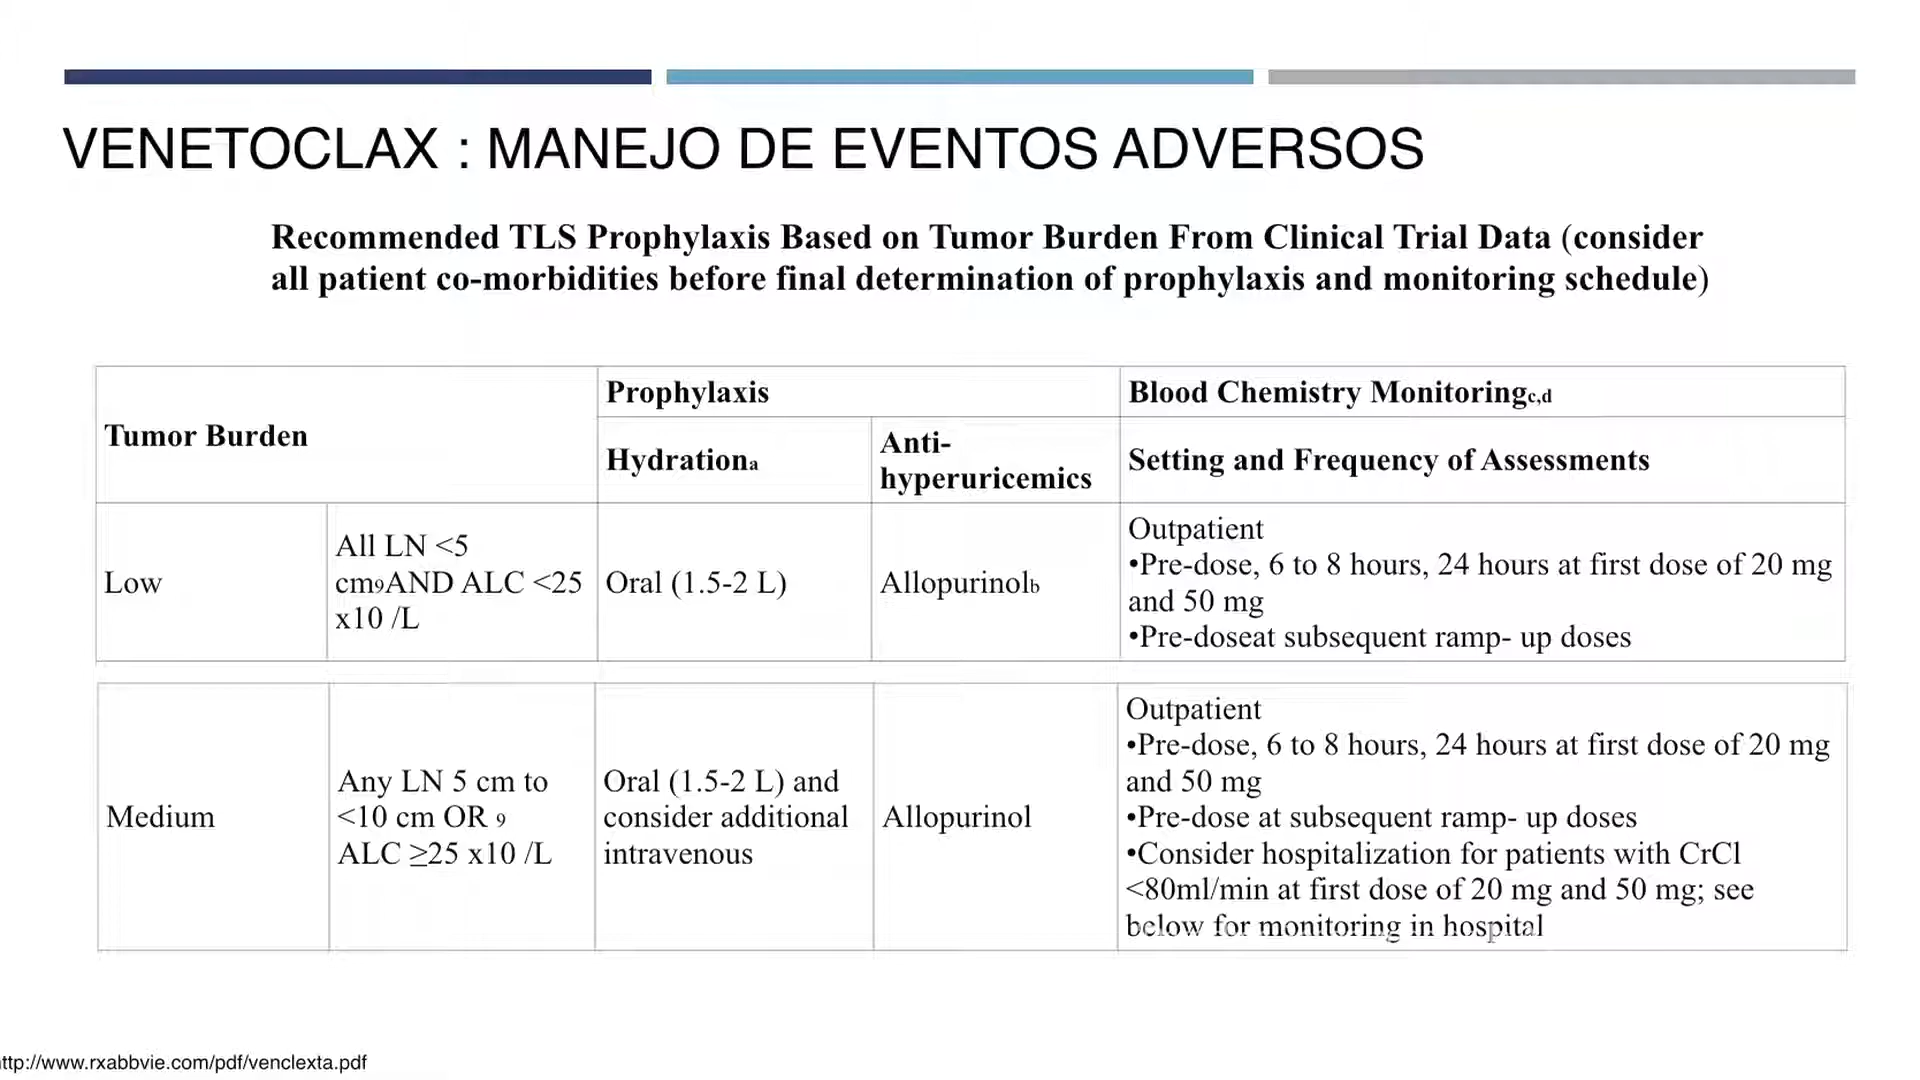 VENETOCLAX : MANEJO DE EVENTOS ADVERSOS
Recommended TLS Prophylaxis Based on Tumor Burden From Clinical Trial Data (consider
all patient co-morbidities before final determination of prophylaxis and monitoring schedule)
Tumor Burden
Prophylaxis
Blood Chemistry Monitoringc,d
Hydrationa
Anti-
hyperuricemics
Setting and Frequency of Assessments
Low
All LN <5
cm9AND ALC <25
x10 /L
Oral (1.5-2 L)
Allopurinolb
Outpatient
•Pre-dose, 6 to 8 hours, 24 hours at first dose of 20 mg
and 50 mg
•Pre-doseat subsequent ramp- up doses
Medium
Any LN 5 cm to
<10 cm OR 9
ALC ≥25 x10 /L
Oral (1.5-2 L) and
consider additional
intravenous
Allopurinol
Outpatient
•Pre-dose, 6 to 8 hours, 24 hours at first dose of 20 mg
and 50 mg
•Pre-dose at subsequent ramp- up doses
•Consider hospitalization for patients with CrCl
<80ml/min at first dose of 20 mg and 50 mg; see
below for monitoring in hospital
ttp://www.rxabbvie.com/pdf/venclexta.pdf